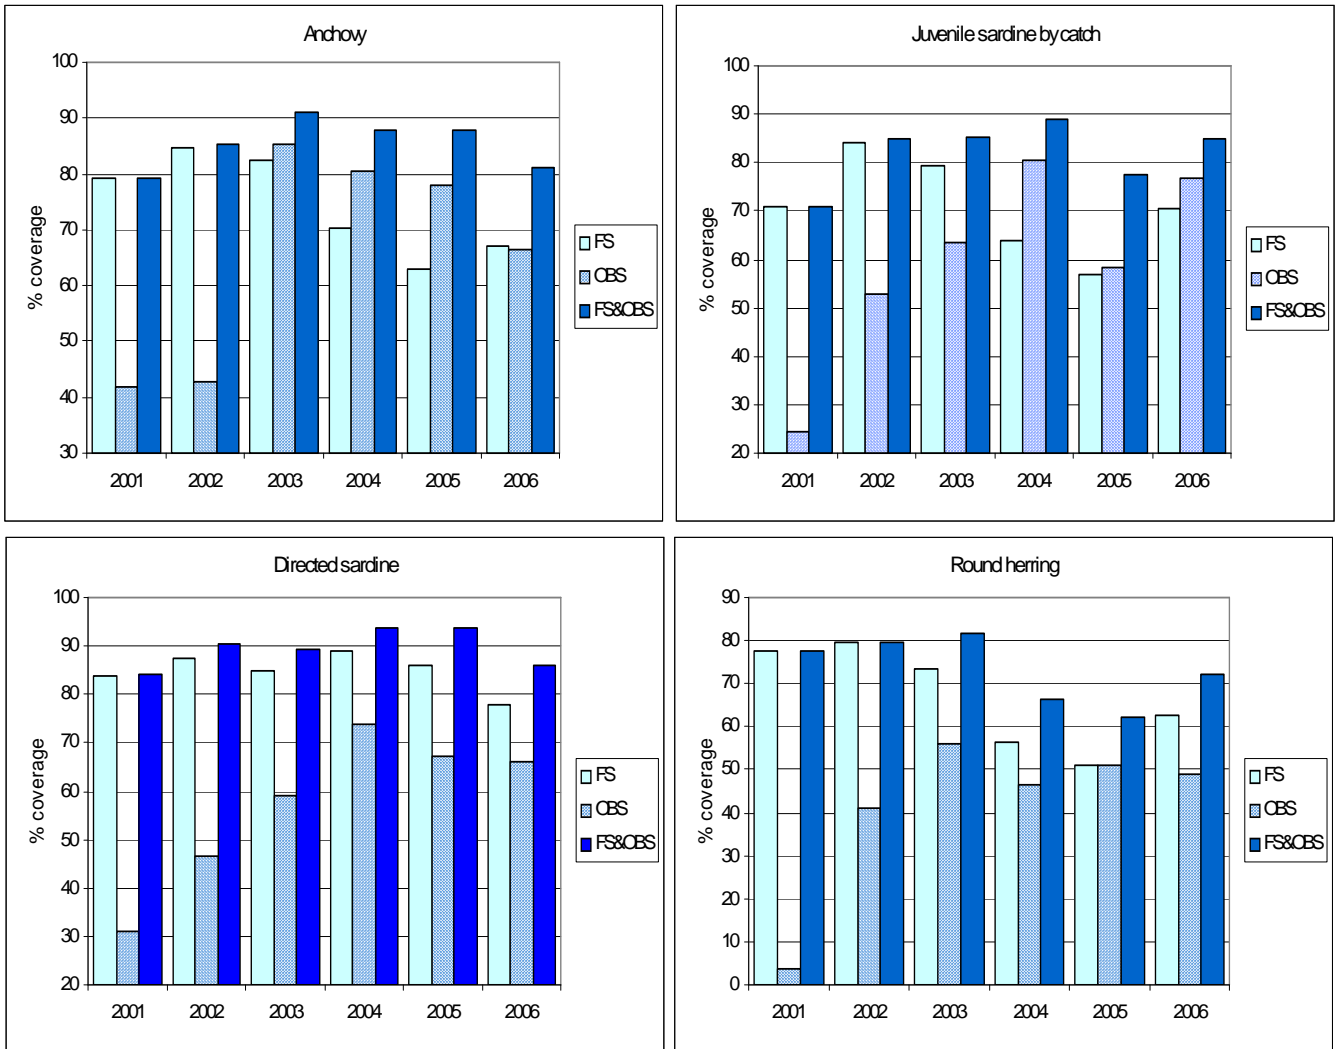 Anchovy
% coverage
100
90
80
70
60
50
40
30
2001 2002 2003 2004 2005 2006
FS
OBS
FS&OBS
Juvenile sardine by catch
% coverage
100
90
80
70
60
50
40
30
20
2001 2002 2003 2004 2005 2006
FS
OBS
FS&OBS
Directed sardine
% coverage
100
90
80
70
60
50
40
30
20
2001 2002 2003 2004 2005 2006
FS
OBS
FS&OBS
Round herring
% coverage
90
80
70
60
50
40
30
20
10
0
2001 2002 2003 2004 2005 2006
FS
OBS
FS&OBS